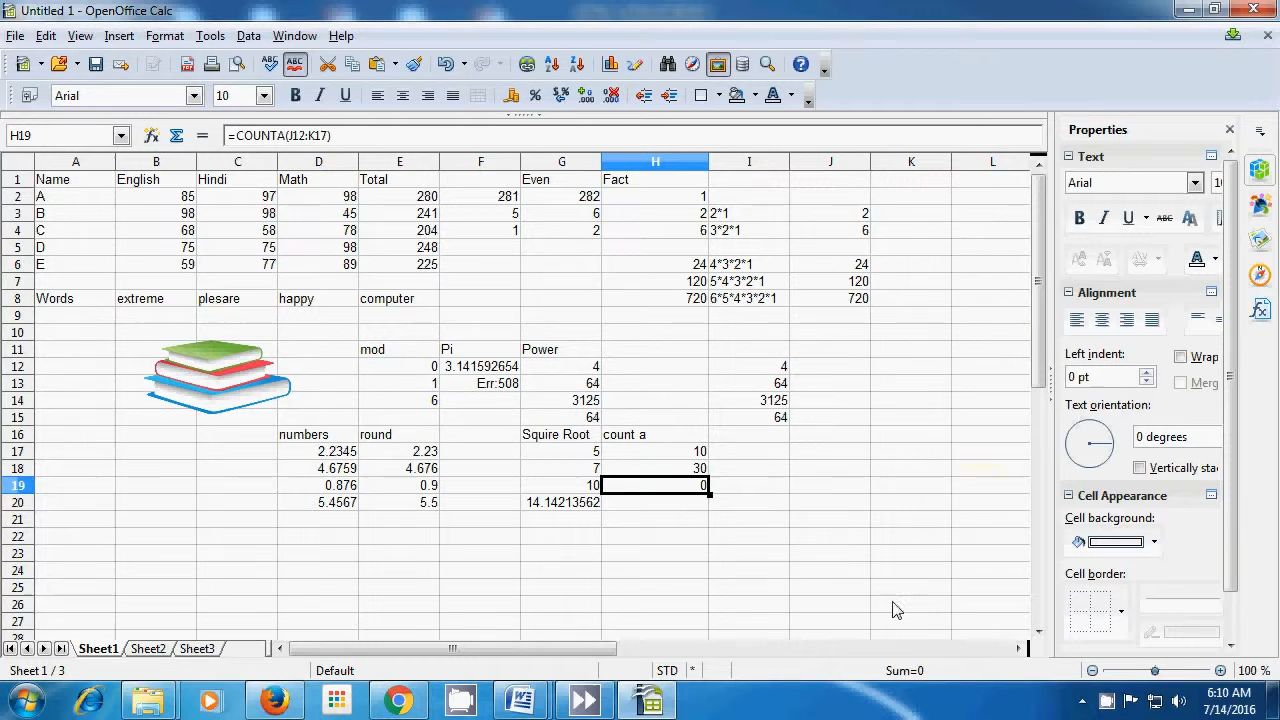 Untitled 1 - OpenOffice Calc
File Edit View Insert Format Tools Data Window Help
Arial 10
H19 =COUNTA(J12:K17)
A B C D E F G H I J K L
1 Name English Hindi Math Total Even Fact
2 A 85 97 98 280 281 282 1
3 B 98 98 45 241 5 6 2 2*1 2
4 C 68 58 78 204 1 2 6 3*2*1 6
5 D 75 75 98 248
6 E 59 77 89 225 24 4*3*2*1 24
7 120 5*4*3*2*1 120
8 Words extreme plesare happy computer 720 6*5*4*3*2*1 720
9
10
11 mod Pi Power
12 0 3.141592654 4 4
13 1 Err:508 64 64
14 6 3125 3125
15 64 64
16 numbers round Squire Root count a
17 2.2345 2.23 5 10
18 4.6759 4.676 7 30
19 0.876 0.9 10 0
20 5.4567 5.5 14.14213562
21
22
23
24
25
26
27
28
Sheet1 Sheet2 Sheet3
Sheet 1 / 3 Default STD * Sum=0 100 %
Properties
Text
Arial
Alignment
Left indent: Wrap
0 pt Merg
Text orientation:
0 degrees
Vertically sta
Cell Appearance
Cell background:
Cell border:
6:10 AM
7/14/2016